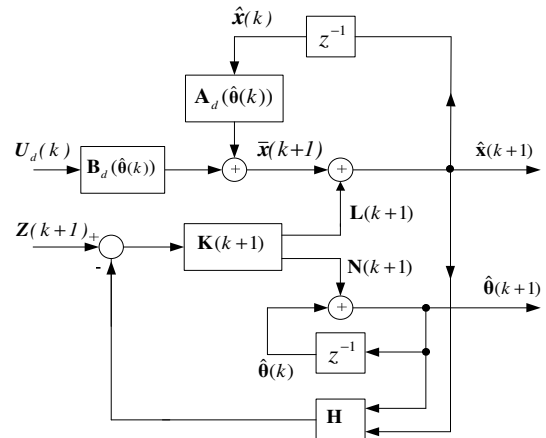 x̂(k)
z⁻¹
A_d(θ̂(k))
U_d(k)
B_d(θ̂(k))
+
x̄(k+1)
+
x̂(k+1)
L(k+1)
Z(k+1)
+
-
K(k+1)
N(k+1)
+
θ̂(k+1)
θ̂(k)
z⁻¹
H